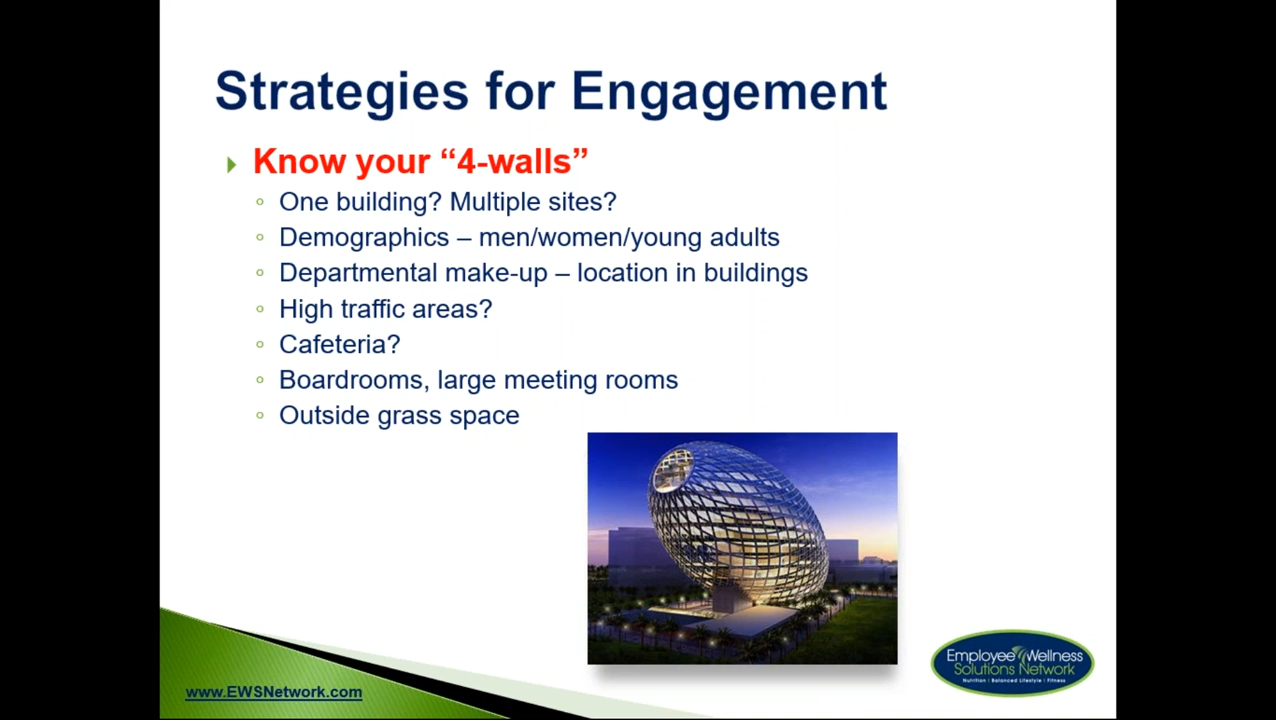 Strategies for Engagement
Know your “4-walls”
One building? Multiple sites?
Demographics – men/women/young adults
Departmental make-up – location in buildings
High traffic areas?
Cafeteria?
Boardrooms, large meeting rooms
Outside grass space
www.EWSNetwork.com
Employee Wellness
Solutions Network
Nutrition | Balanced Lifestyle | Fitness